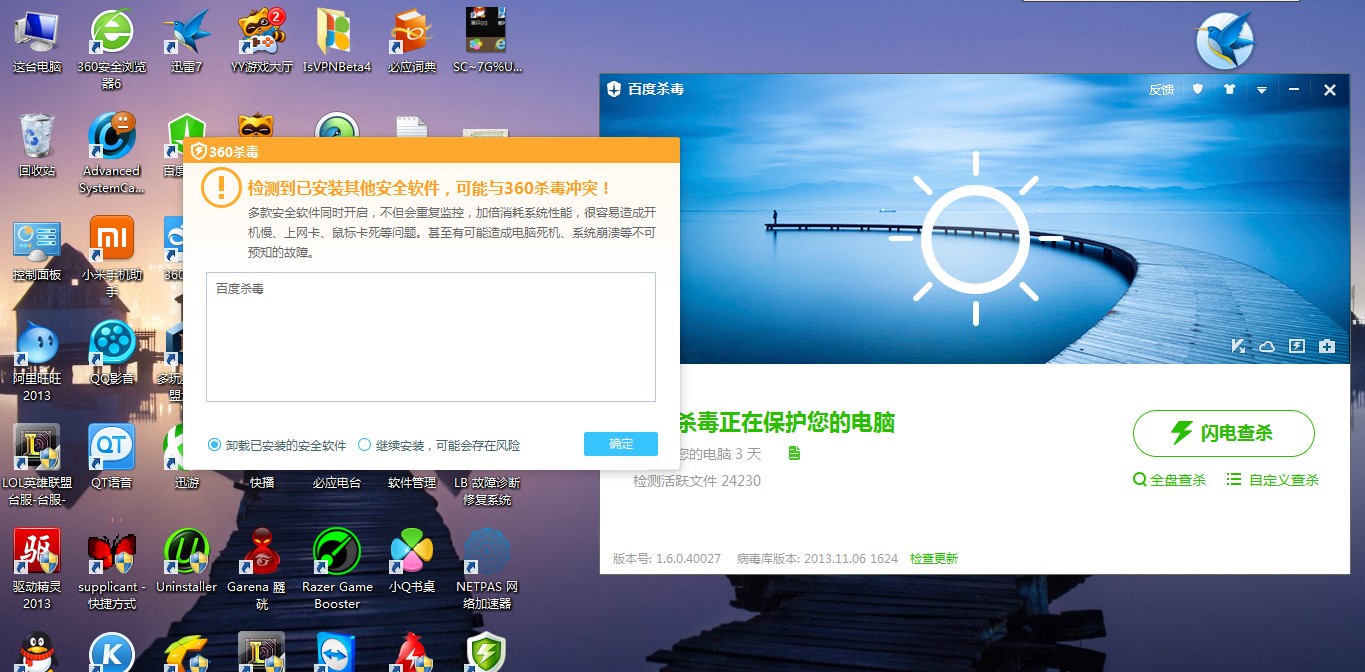 这台电脑
360安全浏览
器6
迅雷7
YY游戏大厅
IsVPNBeta4
必应词典
SC~7G%U...
2
回收站
Advanced
SystemCa...
百度
控制面板
小米手机助
手
360
阿里旺旺
2013
QQ影音
多玩
盟
LOL英雄联盟
台服-台服-
QT
QT语音
迅游
快播
必应电台
软件管理
LB 故障诊断
修复系统
驱
驱动精灵
2013
supplicant -
快捷方式
Uninstaller
Garena 競
Razer Game
Booster
小Q书桌
NETPAS 网
络加速器
360杀毒
检测到已安装其他安全软件，可能与360杀毒冲突！
多款安全软件同时开启，不但会重复监控，加倍消耗系统性能，很容易造成开
机慢、上网卡、鼠标卡死等问题。甚至有可能造成电脑死机、系统崩溃等不可
预知的故障。
百度杀毒
卸载已安装的安全软件
继续安装，可能会存在风险
确定
百度杀毒
反馈
杀毒正在保护您的电脑
您的电脑 3 天
检测活跃文件 24230
闪电查杀
全盘查杀
自定义查杀
版本号: 1.6.0.40027
病毒库版本: 2013.11.06 1624
检查更新